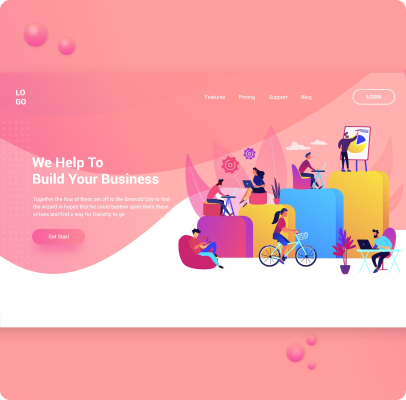 LO
GO
Features Pricing Support Blog LOGIN
We Help To
Build Your Business
Together the four of them set off to the Emerald City to find
the wizard in hopes that he could bestow upon them these
virtues and find a way for Dorothy to go
Get Start